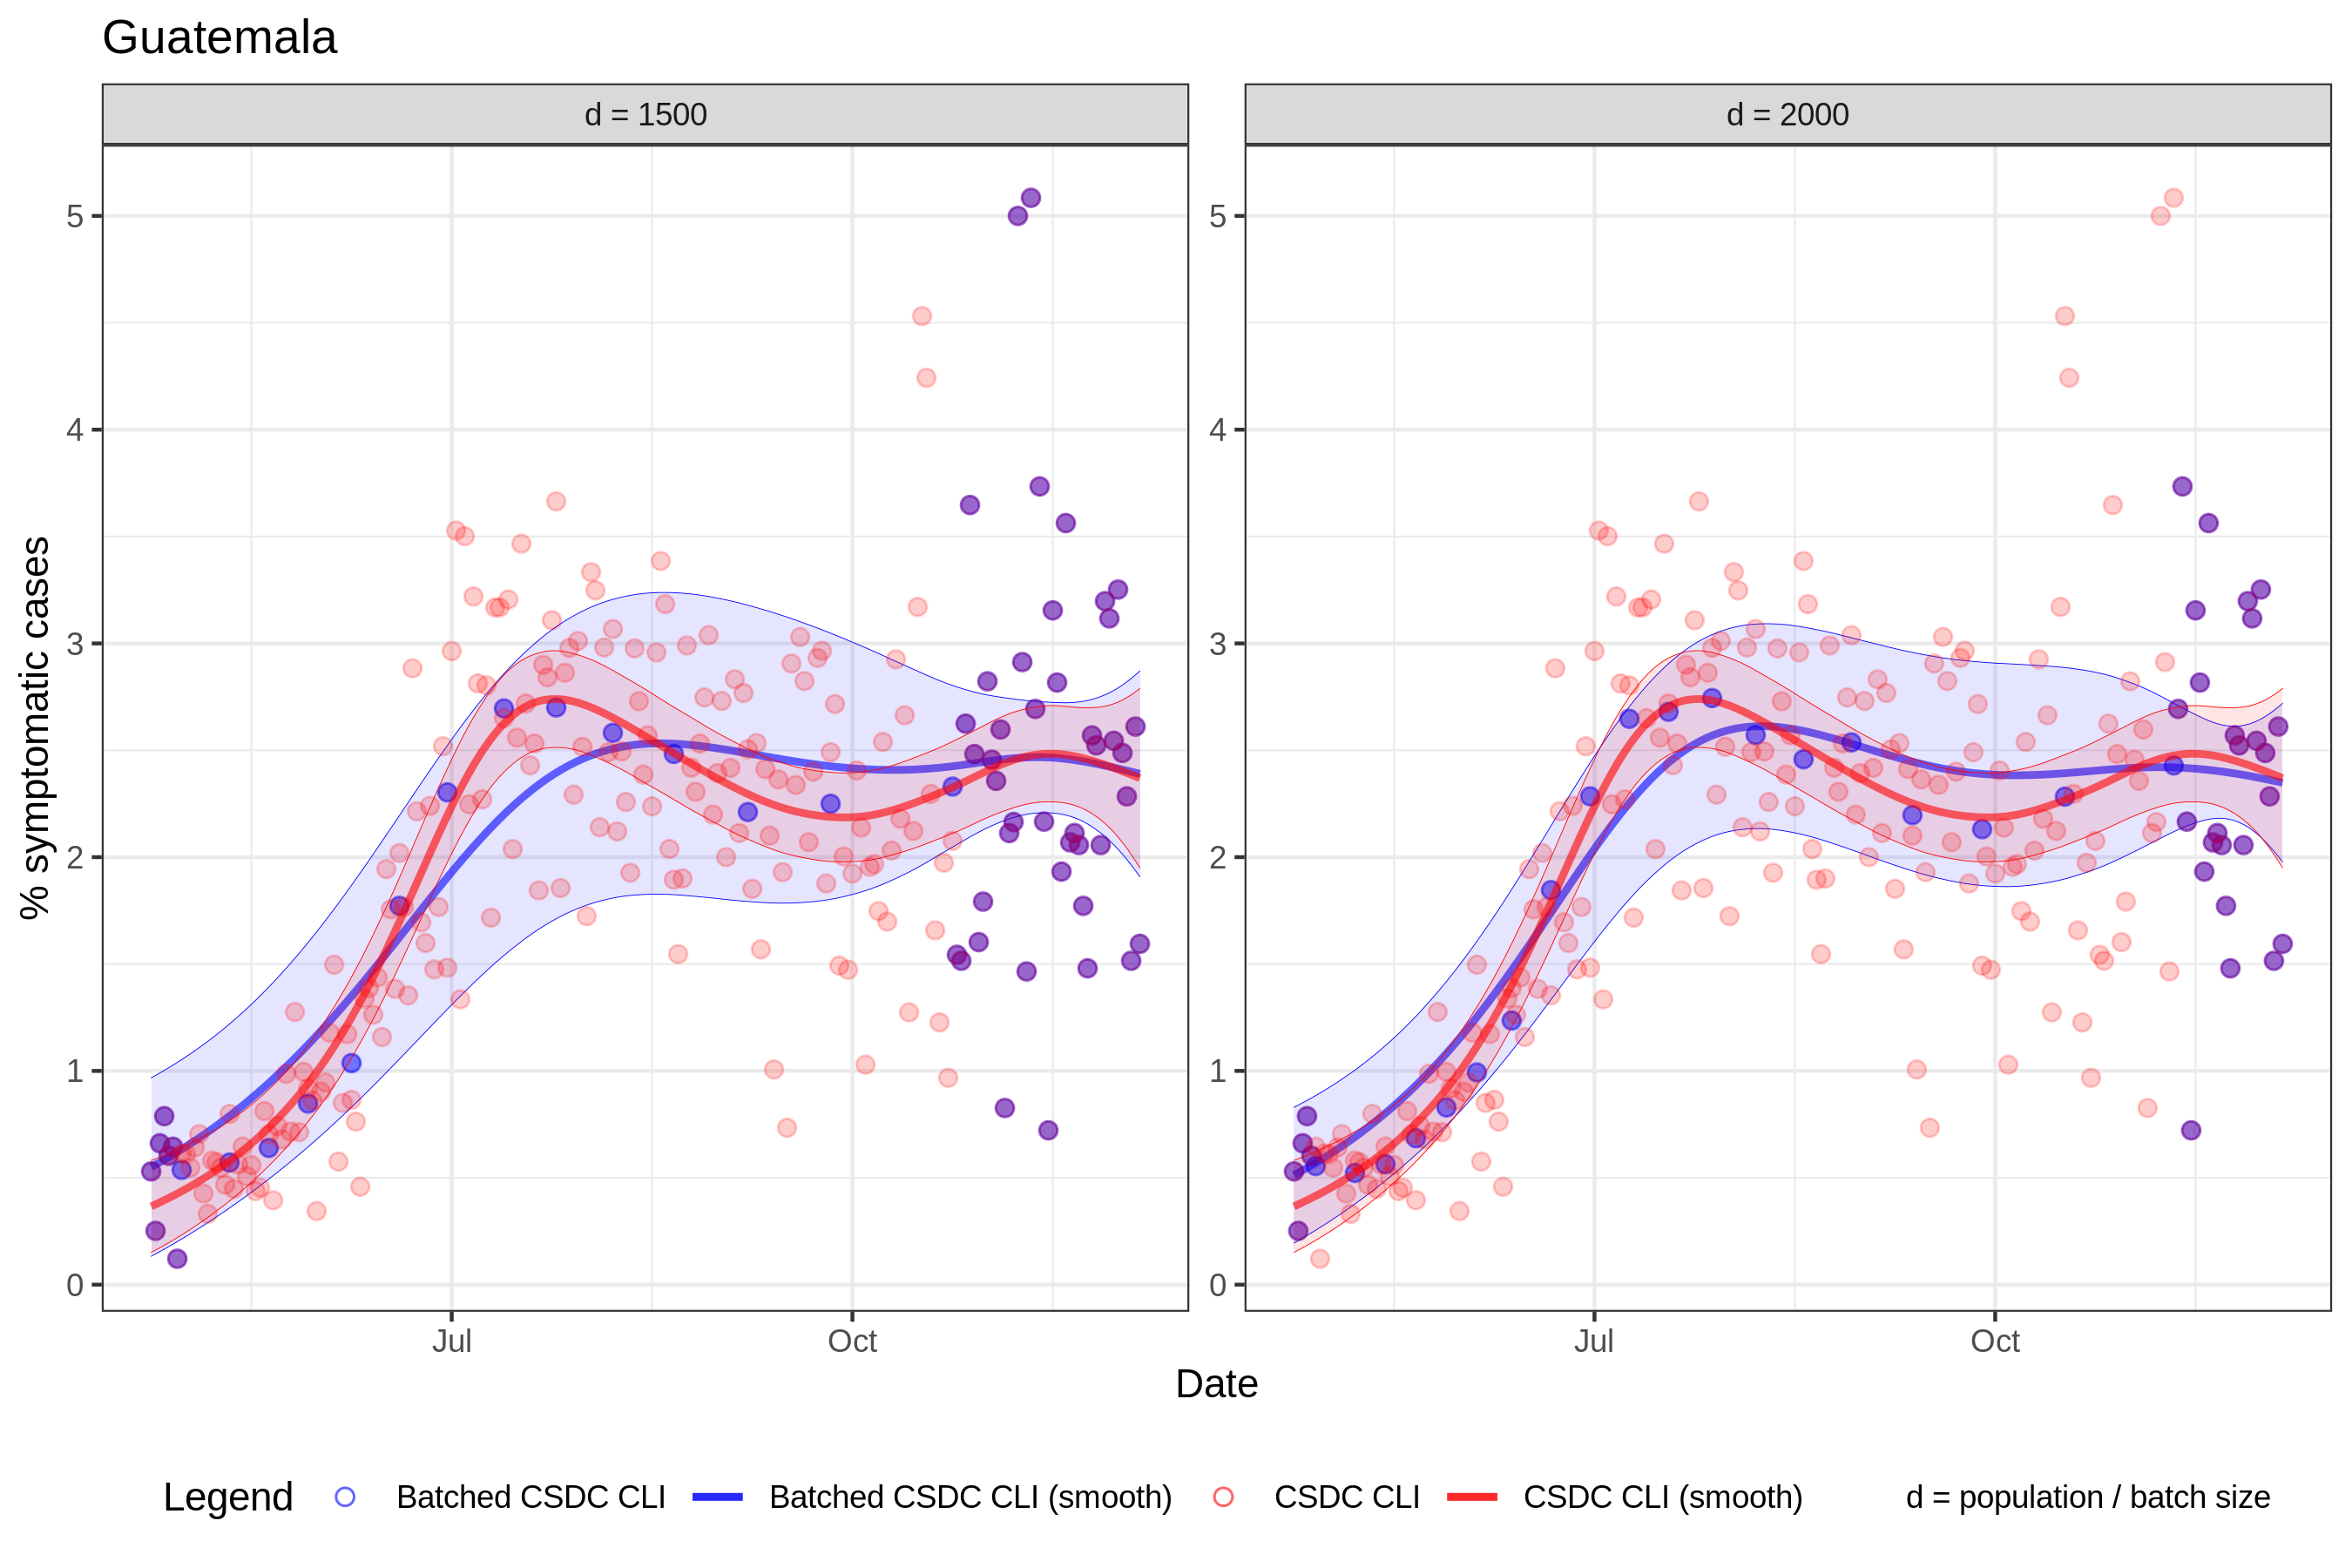 Guatemala
d = 1500
d = 2000
% symptomatic cases
5
4
3
2
1
0
5
4
3
2
1
0
Jul
Oct
Jul
Oct
Date
Legend Batched CSDC CLI Batched CSDC CLI (smooth) CSDC CLI CSDC CLI (smooth) d = population / batch size